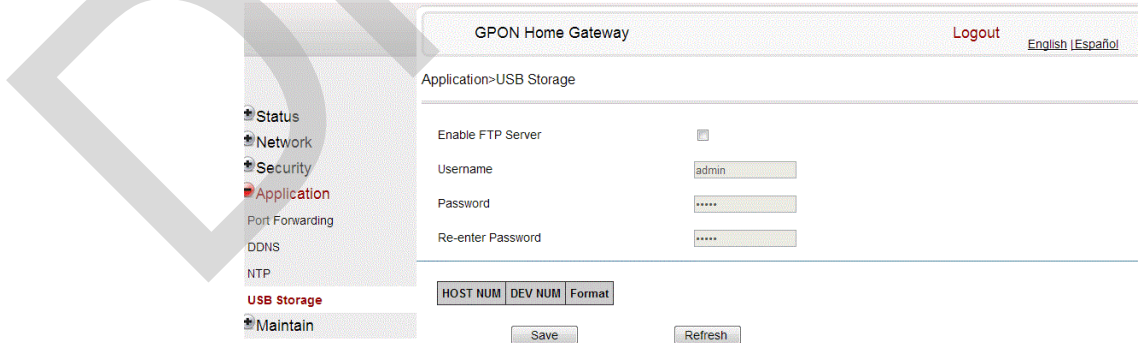 GPON Home Gateway
Logout
English | Español
Application>USB Storage
Status
Network
Security
Application
Port Forwarding
DDNS
NTP
USB Storage
Maintain
Enable FTP Server
Username admin
Password •••••
Re-enter Password •••••
HOST NUM DEV NUM Format
Save Refresh